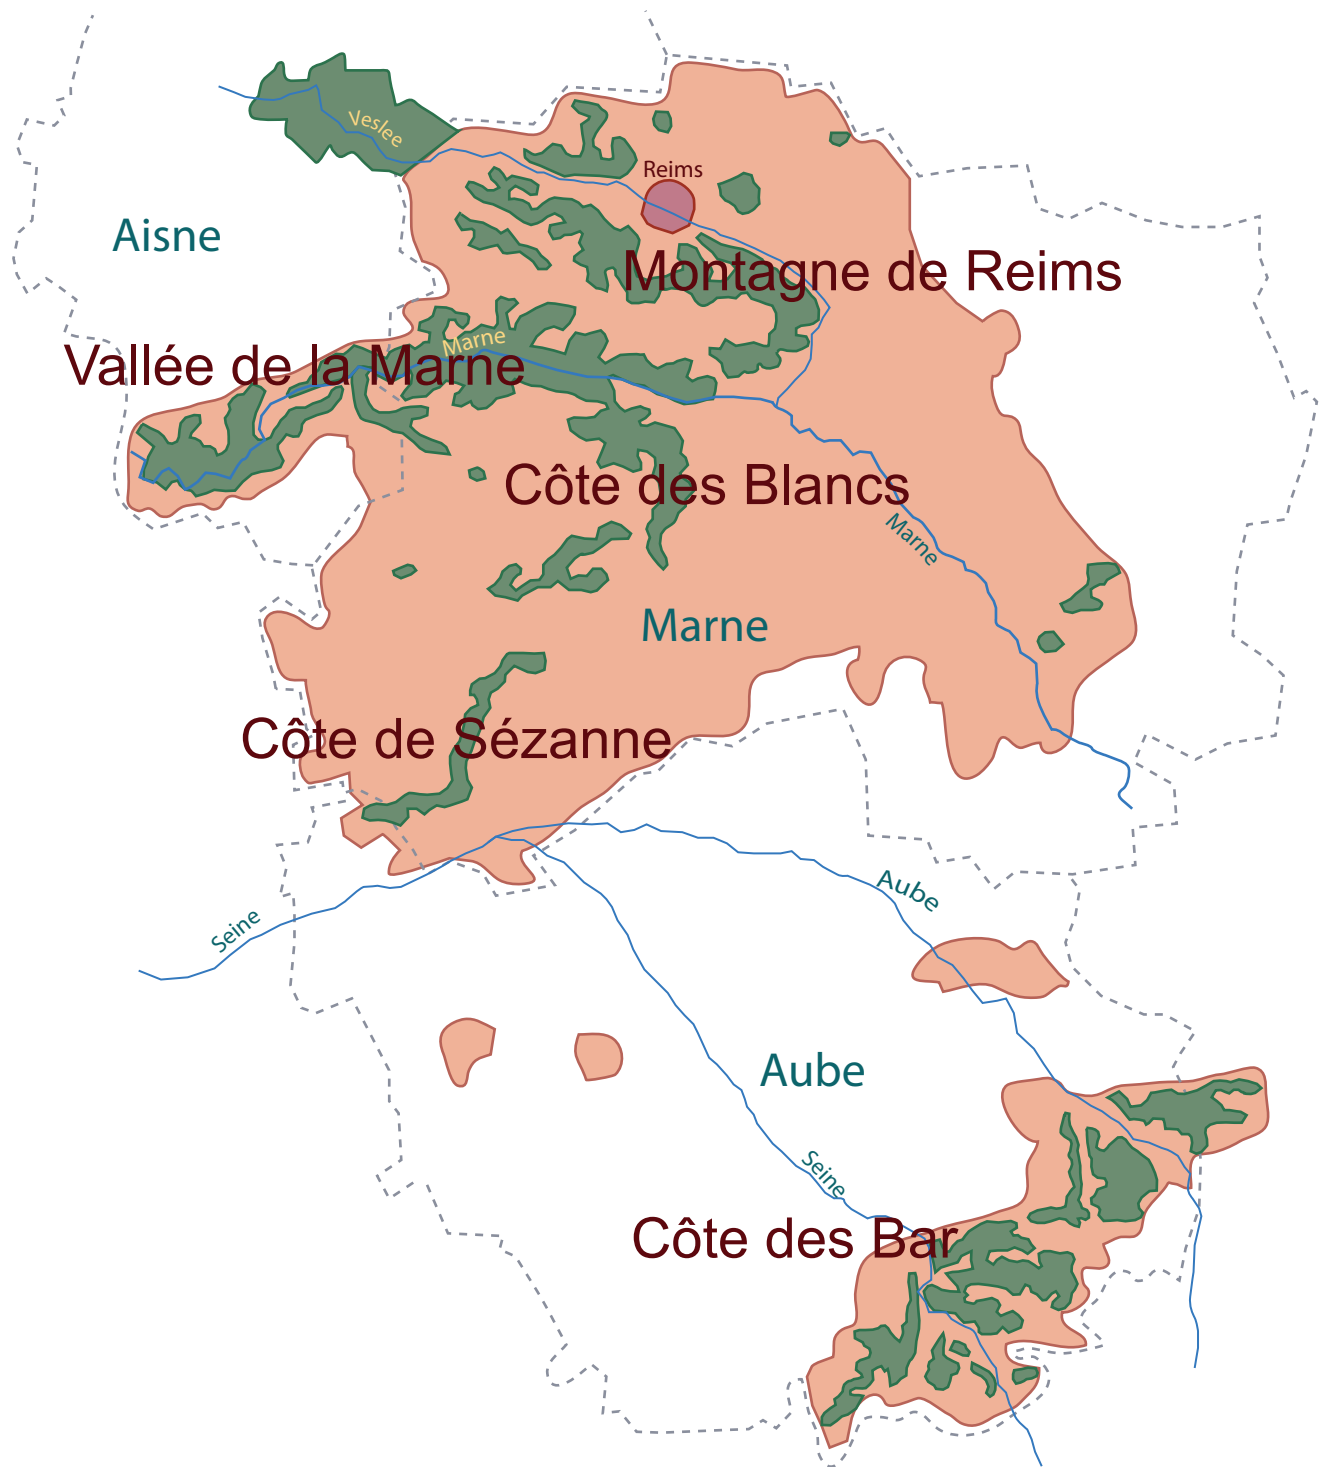 Veslee
Reims
Aisne
Montagne de Reims
Marne
Vallée de la Marne
Côte des Blancs
Marne
Marne
Côte de Sézanne
Aube
Seine
Aube
Seine
Côte des Bar